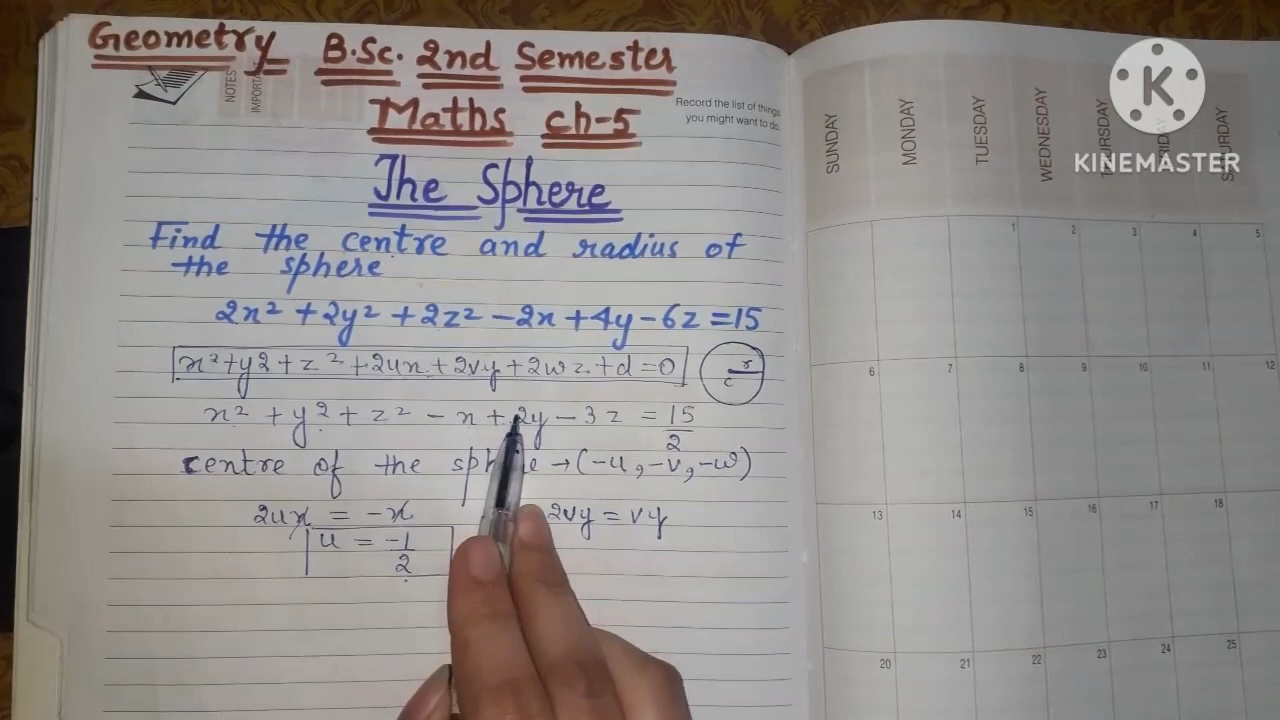 Geometry B.Sc. 2nd Semester
NOTES
Maths ch-5
Record the list of things
you might want to do.
The Sphere
Find the centre and radius of
the sphere
2x² + 2y² + 2z² - 2x + 4y - 6z = 15
x² + y² + z² + 2ux + 2vy + 2wz + d = 0
r
c
x² + y² + z² - x + 2y - 3z = 15/2
centre of the → (-u, -v, -w)
2ux = -x 2vy = vy
u = -1/2
KINEMASTER
SUNDAY MONDAY TUESDAY WEDNESDAY
1 2 3 4 5
6 7 8 9 10 11 12
13 14 15 16 17 18
20 21 22 23 24 25